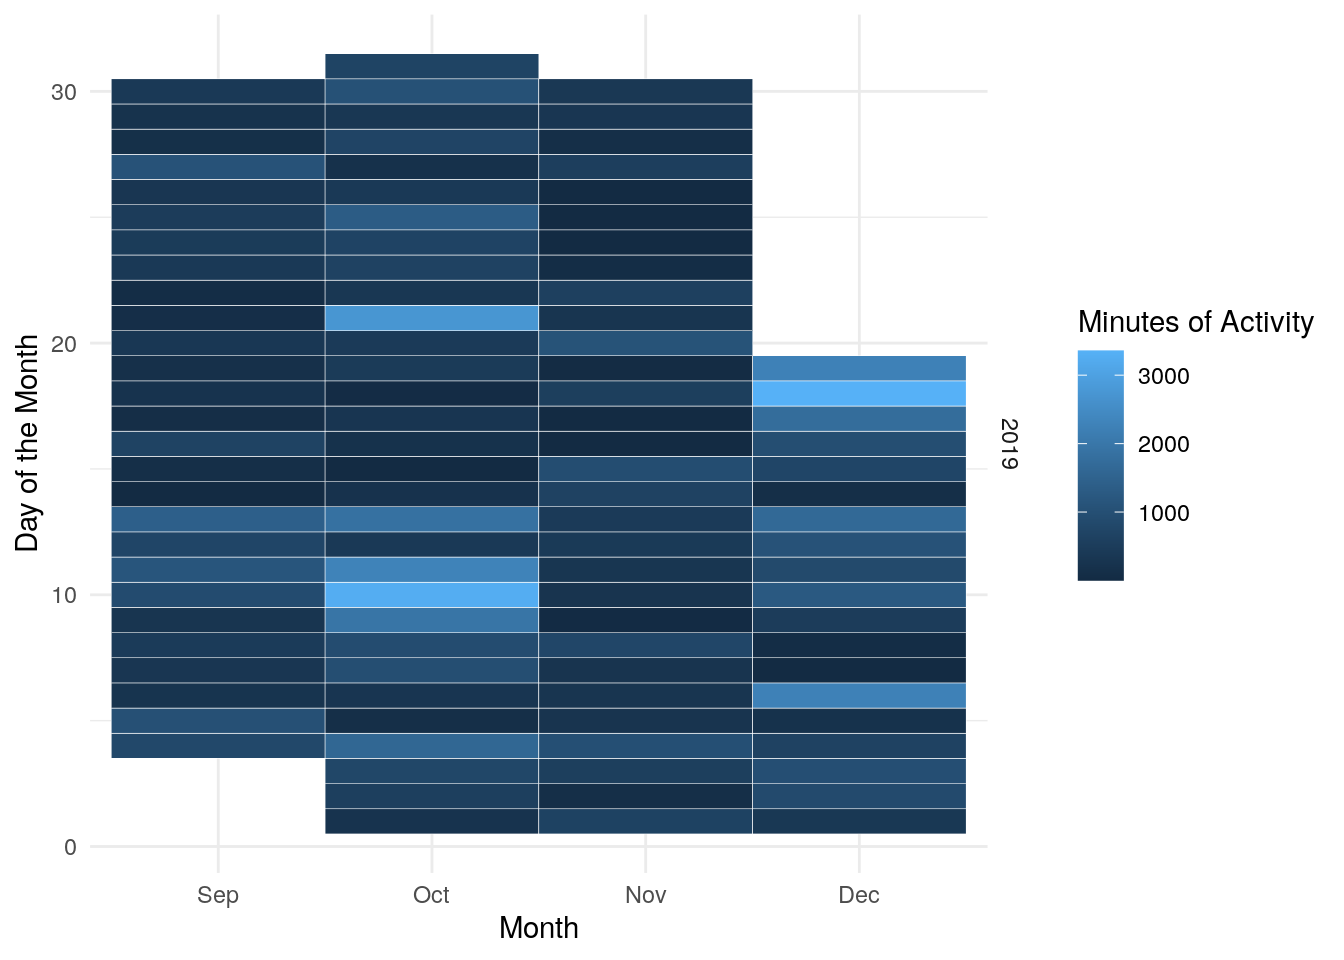 30
20
10
0
Day of the Month
Sep
Oct
Nov
Dec
Month
2019
Minutes of Activity
3000
2000
1000